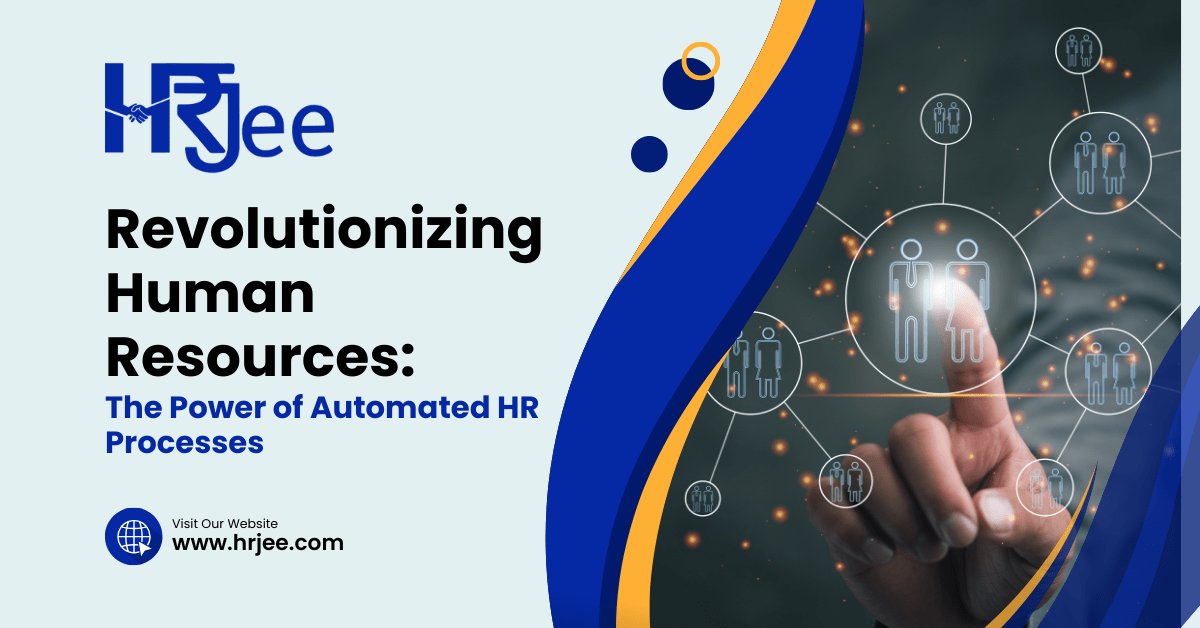 HRJee
Revolutionizing
Human
Resources:
The Power of Automated HR
Processes
Visit Our Website
www.hrjee.com